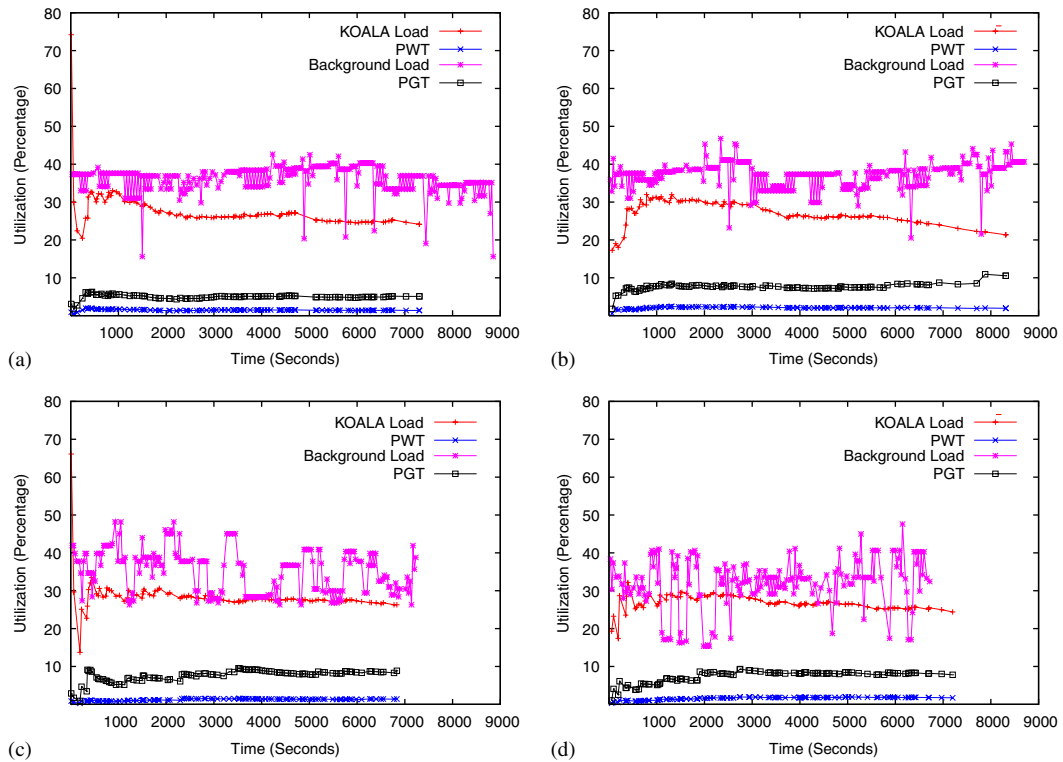 80
70
60
50
40
30
20
10
1000 2000 3000 4000 5000 6000 7000 8000 9000
Utilization (Percentage)
Time (Seconds)
KOALA Load
PWT
Background Load
PGT
(a)
80
70
60
50
40
30
20
10
1000 2000 3000 4000 5000 6000 7000 8000 9000
Utilization (Percentage)
Time (Seconds)
KOALA Load
PWT
Background Load
PGT
(b)
80
70
60
50
40
30
20
10
1000 2000 3000 4000 5000 6000 7000 8000 9000
Utilization (Percentage)
Time (Seconds)
KOALA Load
PWT
Background Load
PGT
(c)
80
70
60
50
40
30
20
10
1000 2000 3000 4000 5000 6000 7000 8000 9000
Utilization (Percentage)
Time (Seconds)
KOALA Load
PWT
Background Load
PGT
(d)